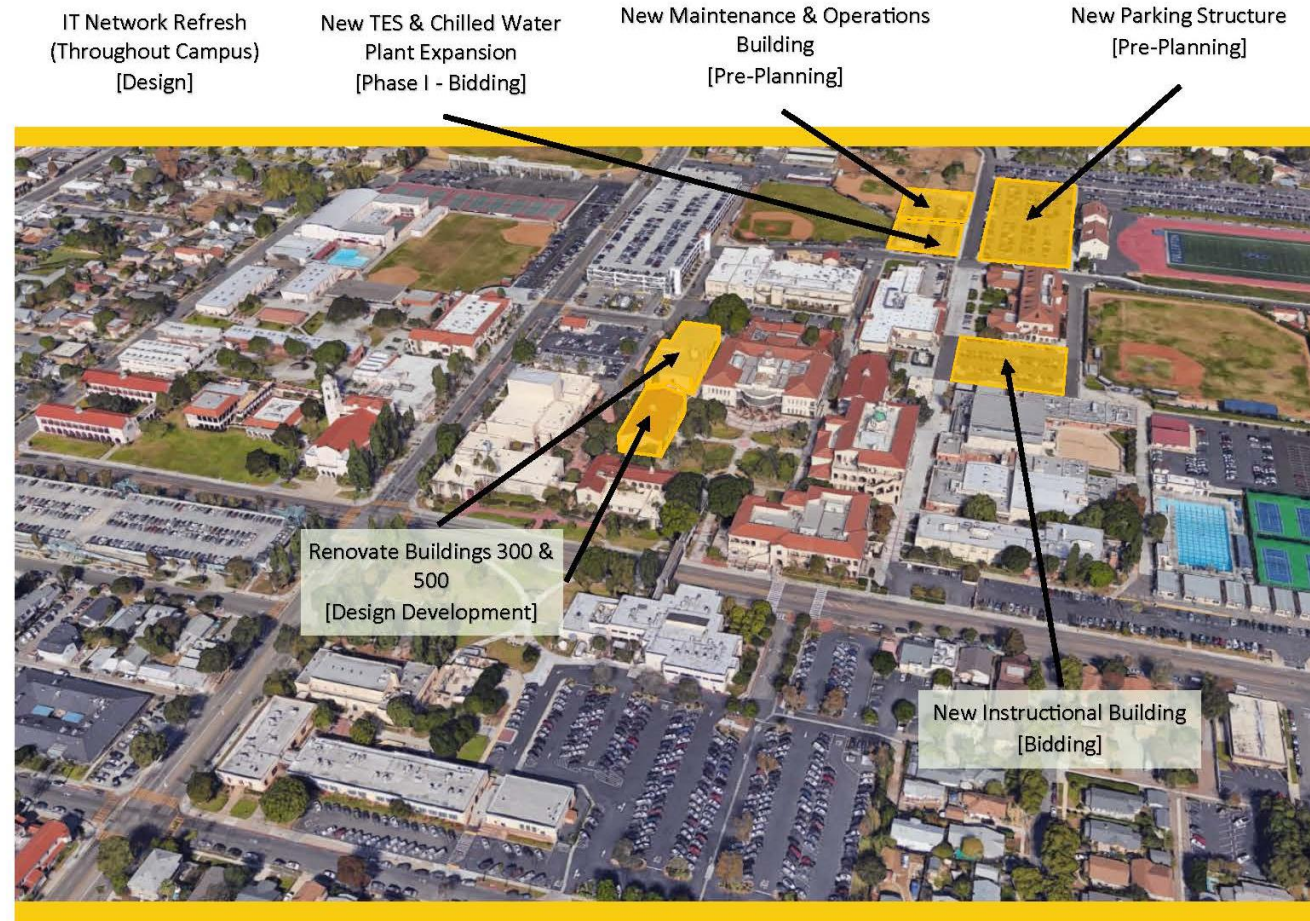 IT Network Refresh
(Throughout Campus)
[Design]
New TES & Chilled Water
Plant Expansion
[Phase I - Bidding]
New Maintenance & Operations
Building
[Pre-Planning]
New Parking Structure
[Pre-Planning]
Renovate Buildings 300 &
500
[Design Development]
New Instructional Building
[Bidding]